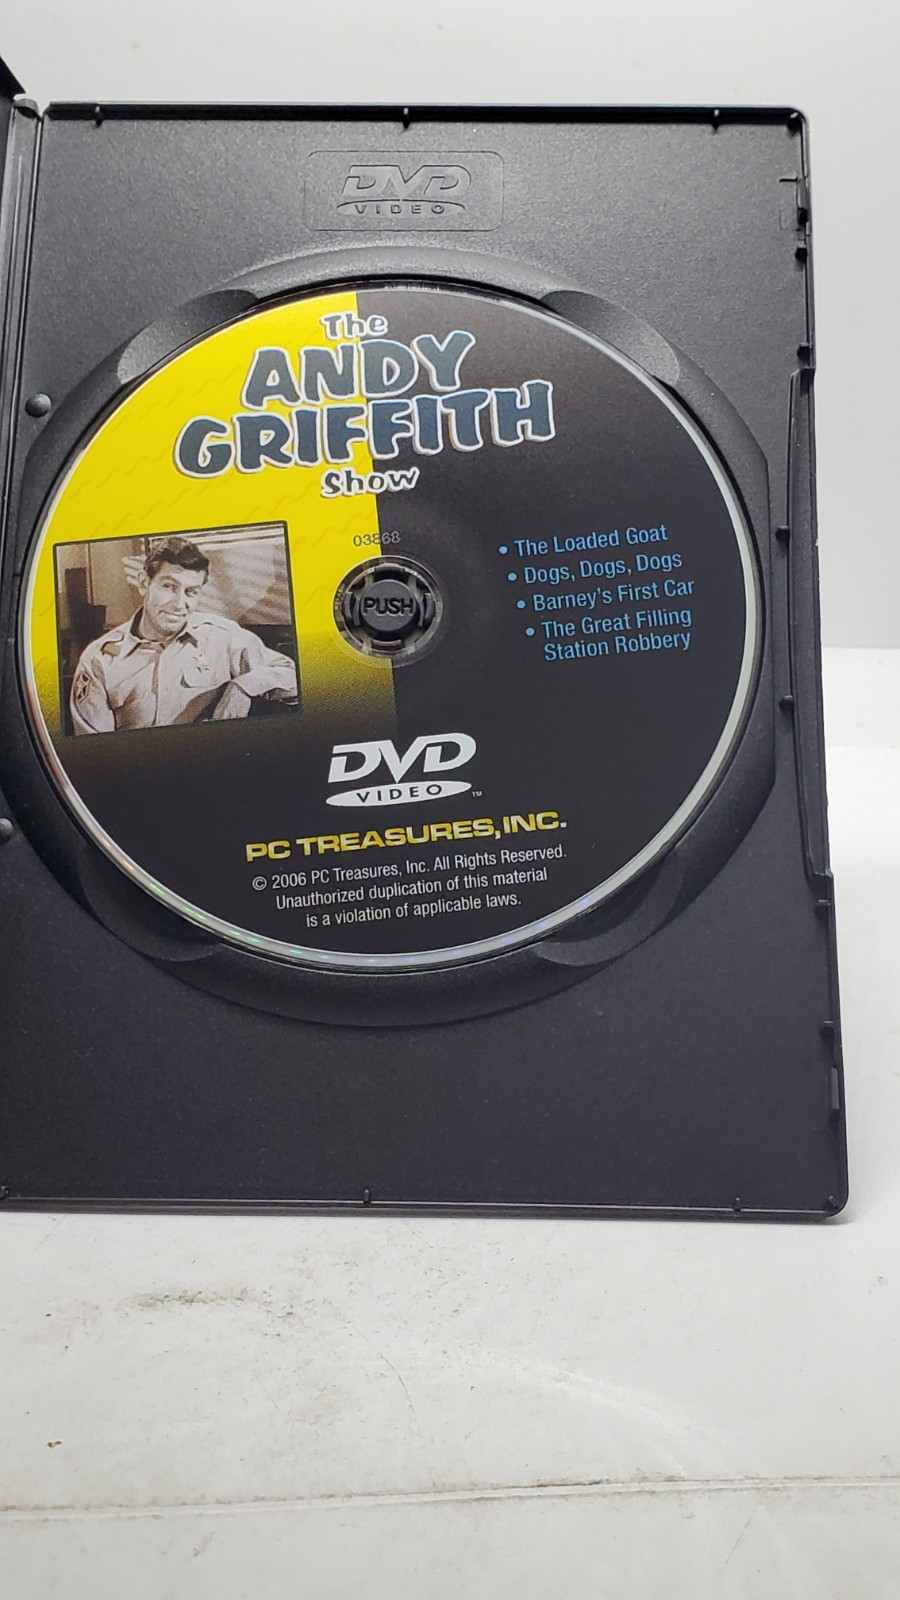 DVD
VIDEO
The
ANDY
GRIFFITH
Show
03868
PUSH
• The Loaded Goat
• Dogs, Dogs, Dogs
• Barney's First Car
• The Great Filling
Station Robbery
DVD
VIDEO ™
PC TREASURES, INC.
© 2006 PC Treasures, Inc. All Rights Reserved.
Unauthorized duplication of this material
is a violation of applicable laws.